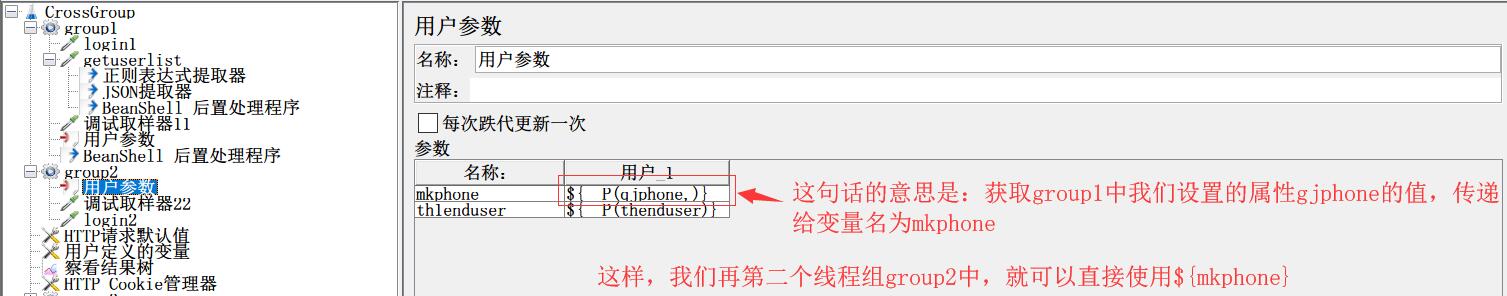 CrossGroup
group1
login1
getuserlist
正则表达式提取器
JSON提取器
BeanShell 后置处理程序
调试取样器11
用户参数
BeanShell 后置处理程序
group2
用户参数
调试取样器22
login2
HTTP请求默认值
用户定义的变量
察看结果树
HTTP Cookie管理器
用户参数
名称： 用户参数
注释：
每次跌代更新一次
参数
名称： 用户_1
mkphone ${__P(qjphone,)}
thlenduser ${__P(thenduser)}
这句话的意思是：获取group1中我们设置的属性gjphone的值，传递
给变量名为mkphone
这样，我们再第二个线程组group2中，就可以直接使用${mkphone}